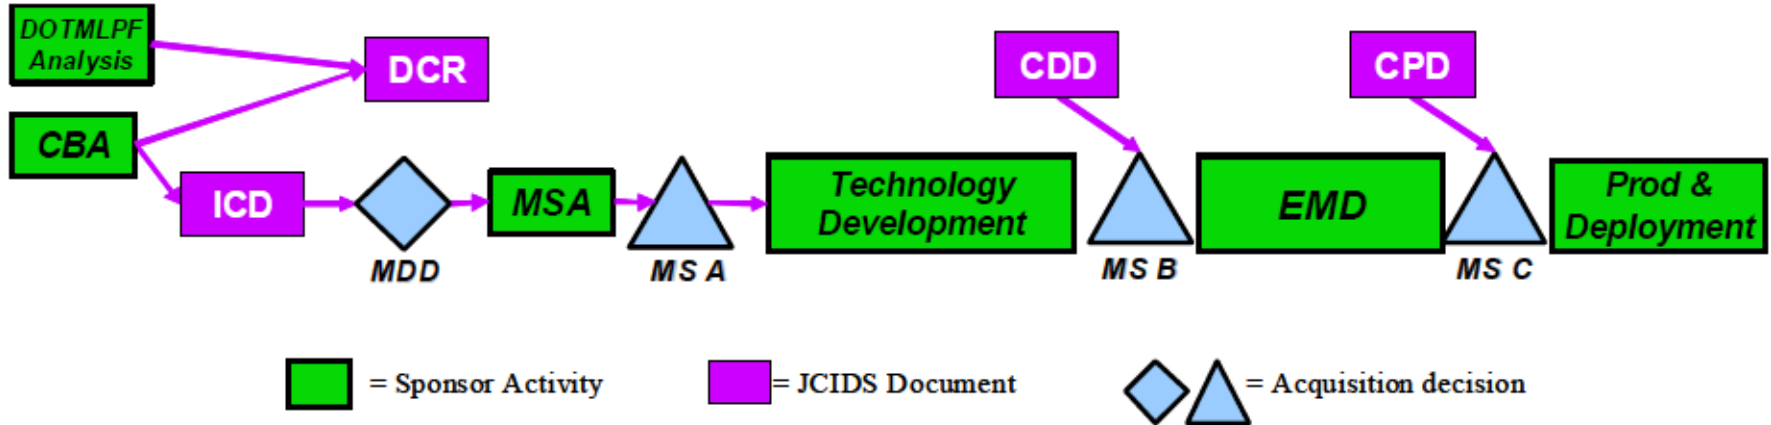 DOTMLPF
Analysis
DCR
CDD
CPD
CBA
ICD
MDD
MSA
MS A
Technology
Development
MS B
EMD
MS C
Prod &
Deployment
= Sponsor Activity
= JCIDS Document
= Acquisition decision